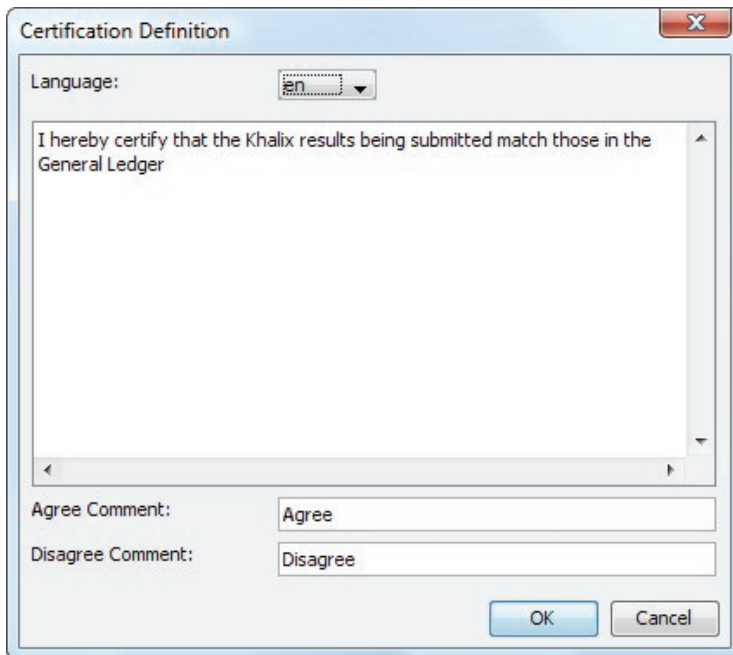 Certification Definition
Language:
en
I hereby certify that the Khalix results being submitted match those in the
General Ledger
Agree Comment:
Agree
Disagree Comment:
Disagree
OK
Cancel